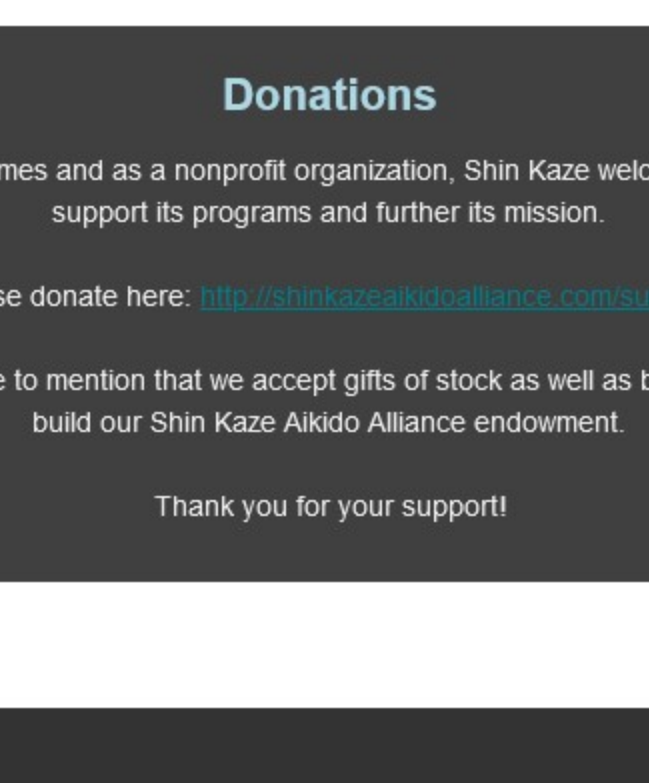 Donations
mes and as a nonprofit organization, Shin Kaze welc
support its programs and further its mission.
se donate here: http://shinkazeaikidoalliance.com/su
e to mention that we accept gifts of stock as well as b
build our Shin Kaze Aikido Alliance endowment.
Thank you for your support!